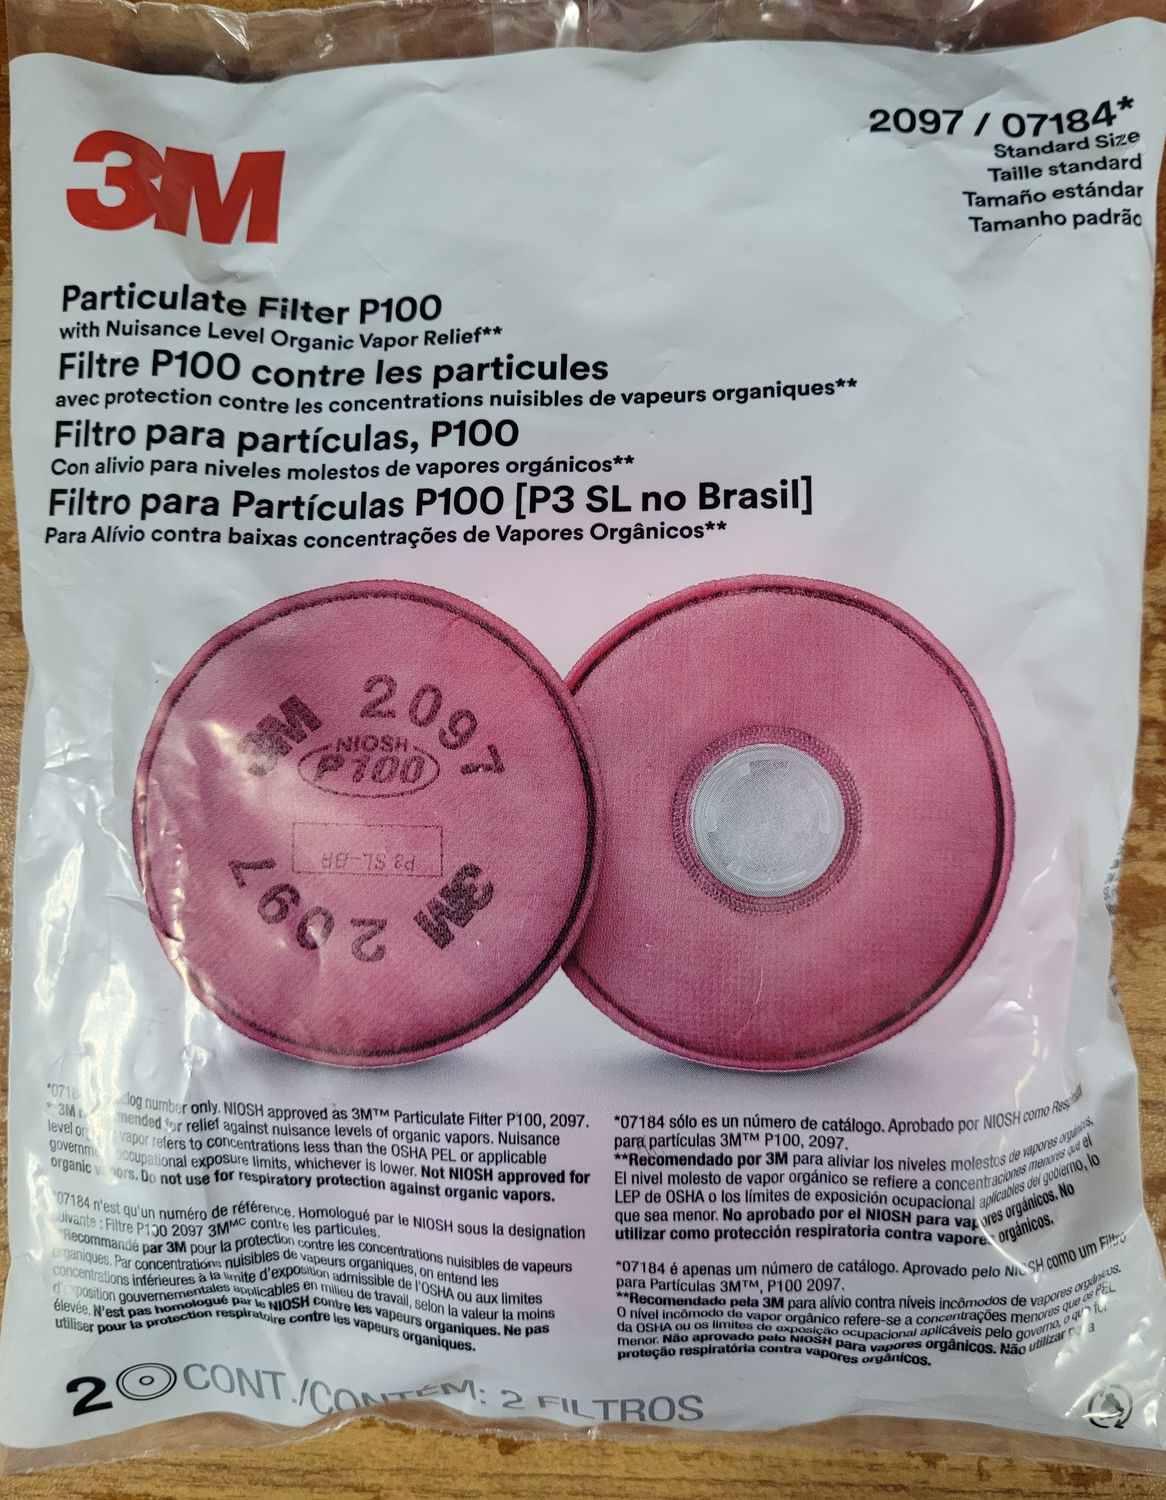 3M
2097 / 07184*
Standard Size
Taille standard
Tamaño estándar
Tamanho padrão
Particulate Filter P100
with Nuisance Level Organic Vapor Relief**
Filtre P100 contre les particules
avec protection contre les concentrations nuisibles de vapeurs organiques**
Filtro para partículas, P100
Con alivio para niveles molestos de vapores orgánicos**
Filtro para Partículas P100 [P3 SL no Brasil]
Para Alívio contra baixas concentrações de Vapores Orgânicos**
3M 2097
NIOSH
P100
P3 SL-BR
3M 2097
number only. NIOSH approved as 3M™ Particulate Filter P100, 2097.
**3M for relief against nuisance levels of organic vapors. Nuisance
level vapor refers to concentrations less than the OSHA PEL or applicable
occupational exposure limits, whichever is lower. Not NIOSH approved for
organic Do not use for respiratory protection against organic vapors.
*07184 n'est qu'un numéro de référence. Homologué par le NIOSH sous la designation
suivante : Filtre P100 2097 3Mᴹᶜ contre les particules.
**Recommandé par 3M pour la protection contre les concentrations nuisibles de vapeurs
organiques. Par concentrations nuisibles de vapeurs organiques, on entend les
concentrations inférieures à la limite d'exposition admissible de l'OSHA ou aux limites
d'exposition gouvernementales applicables en milieu de travail, selon la valeur la moins
élevée. N'est pas homologué par le NIOSH contre les vapeurs organiques. Ne pas
utiliser pour la protection respiratoire contre les vapeurs organiques.
*07184 sólo es un número de catálogo. Aprobado por NIOSH como
para partículas 3M™ P100, 2097.
**Recomendado por 3M para aliviar los niveles molestos de vapores orgánicos.
El nivel molesto de vapor orgánico se refiere a concentraciones menores que el
LEP de OSHA o los límites de exposición ocupacional aplicables del gobierno, lo
que sea menor. No aprobado por el NIOSH para vapores orgánicos. No
utilizar como protección respiratoria contra vapores orgánicos.
*07184 é apenas um número de catálogo. Aprovado pelo NIOSH como um Filtro
para Partículas 3M™, P100 2097.
**Recomendado pela 3M para alívio contra níveis incômodos de vapores orgânicos.
O nível incômodo de vapor orgânico refere-se a concentrações menores que os PEL
da OSHA ou os limites de exposição ocupacional aplicáveis pelo governo, o que for
menor. Não aprovado pelo NIOSH para vapores orgânicos. Não utilizar
proteção respiratória contra vapores orgânicos.
2 CONT./CONTÉM: 2 FILTROS